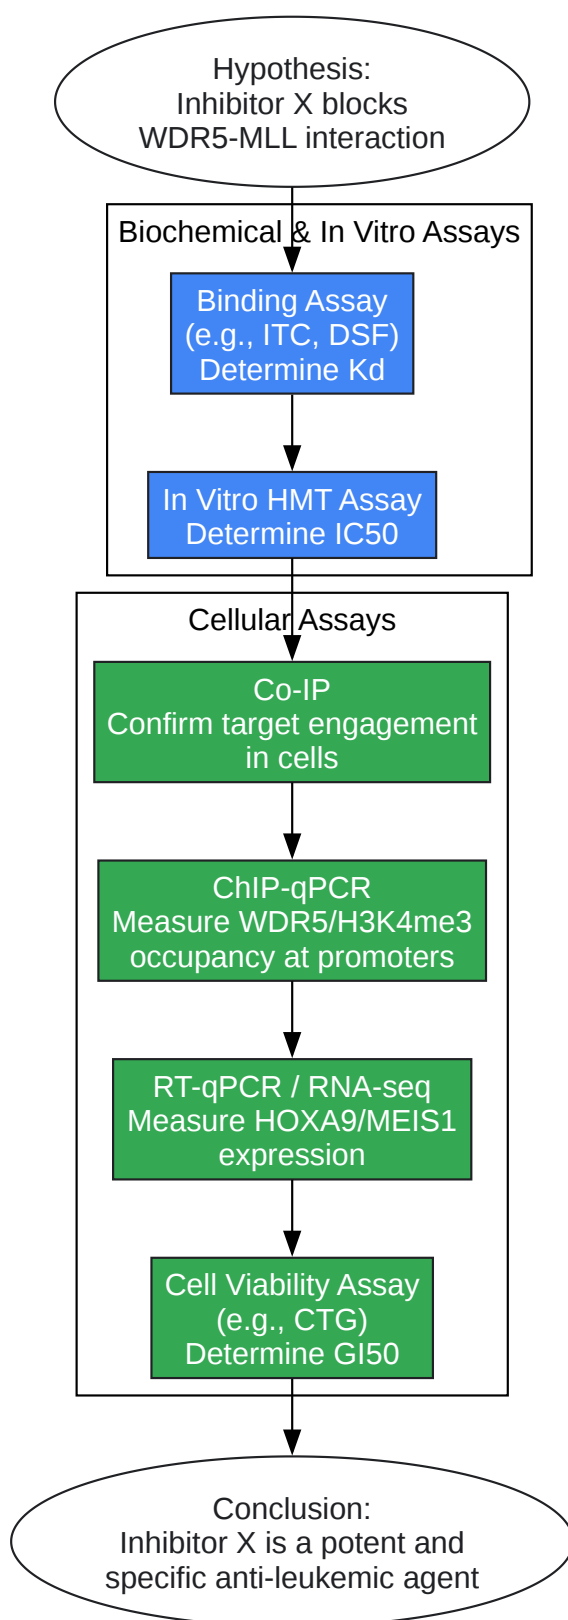 Hypothesis:
Inhibitor X blocks
WDR5-MLL interaction
Biochemical & In Vitro Assays
Binding Assay
(e.g., ITC, DSF)
Determine Kd
In Vitro HMT Assay
Determine IC50
Cellular Assays
Co-IP
Confirm target engagement
in cells
ChIP-qPCR
Measure WDR5/H3K4me3
occupancy at promoters
RT-qPCR / RNA-seq
Measure HOXA9/MEIS1
expression
Cell Viability Assay
(e.g., CTG)
Determine GI50
Conclusion:
Inhibitor X is a potent and
specific anti-leukemic agent